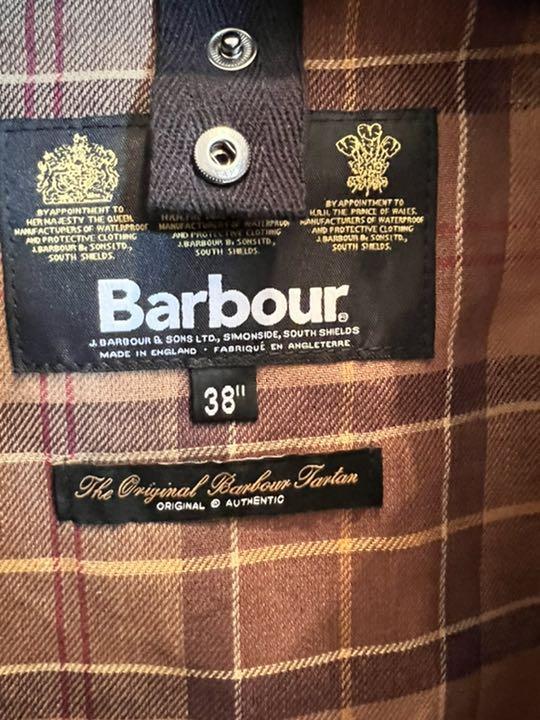 BY APPOINTMENT TO
HER MAJESTY THE QUEEN
MANUFACTURERS OF WATERPROOF
AND PROTECTIVE CLOTHING
J.BARBOUR & SONS LTD.,
SOUTH SHIELDS.
MANUFACTURERS OF WATERPROOF
AND PROTECTIVE CLOTHING
J.BARBOUR & SONS LTD.,
SOUTH SHIELDS.
BY APPOINTMENT TO
H.R.H. THE PRINCE OF WALES
MANUFACTURERS OF WATERPROOF
AND PROTECTIVE CLOTHING
J.BARBOUR & SONS LTD.,
SOUTH SHIELDS.
Barbour®
J. BARBOUR & SONS LTD., SIMONSIDE, SOUTH SHIELDS
MADE IN ENGLAND · FABRIQUÉ EN ANGLETERRE
38"
The Original Barbour Tartan
ORIGINAL © AUTHENTIC